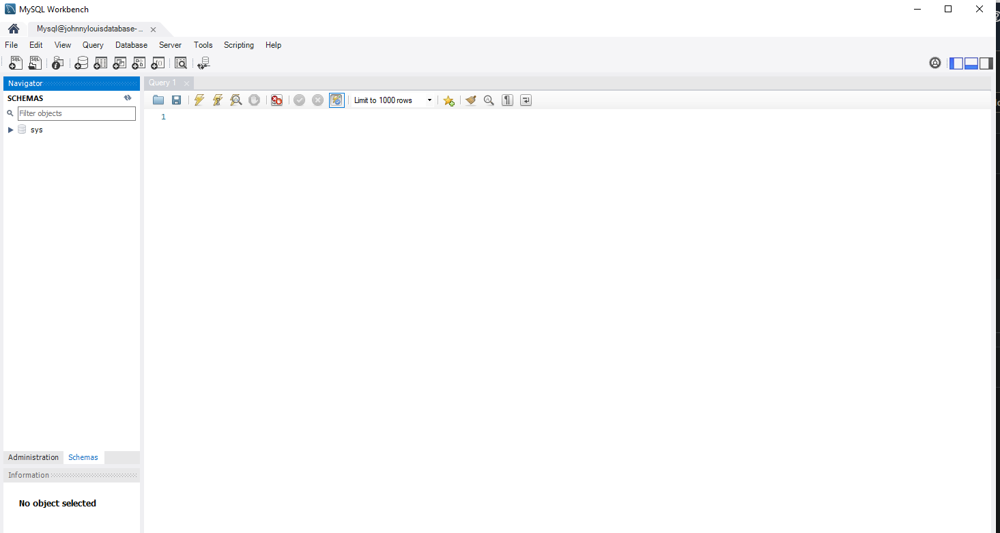 MySQL Workbench
Mysql@johnnylouisdatabase- ...
File Edit View Query Database Server Tools Scripting Help
Navigator
SCHEMAS
Filter objects
sys
Query 1
Limit to 1000 rows
1
Administration Schemas
Information
No object selected